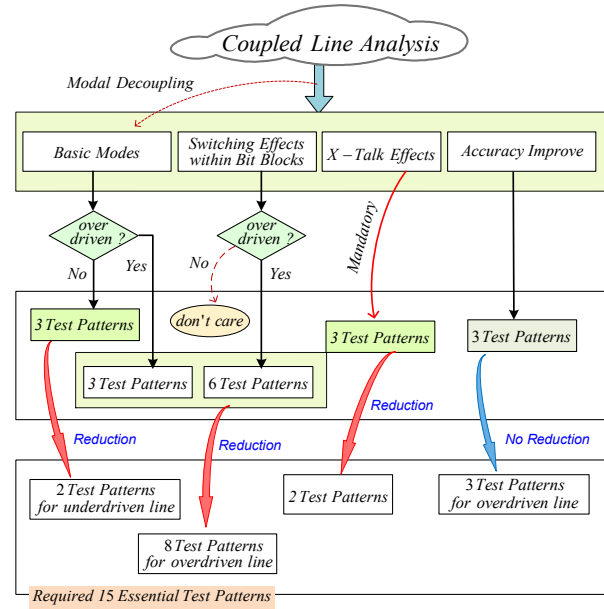 Coupled Line Analysis
Modal Decoupling
Basic Modes
Switching Effects
within Bit Blocks
X-Talk Effects
Accuracy Improve
over
driven ?
over
driven ?
No
Yes
No
Yes
Mandatory
3 Test Patterns
don't care
3 Test Patterns
3 Test Patterns
3 Test Patterns
6 Test Patterns
Reduction
Reduction
Reduction
No Reduction
2 Test Patterns
for underdriven line
2 Test Patterns
3 Test Patterns
for overdriven line
8 Test Patterns
for overdriven line
Required 15 Essential Test Patterns